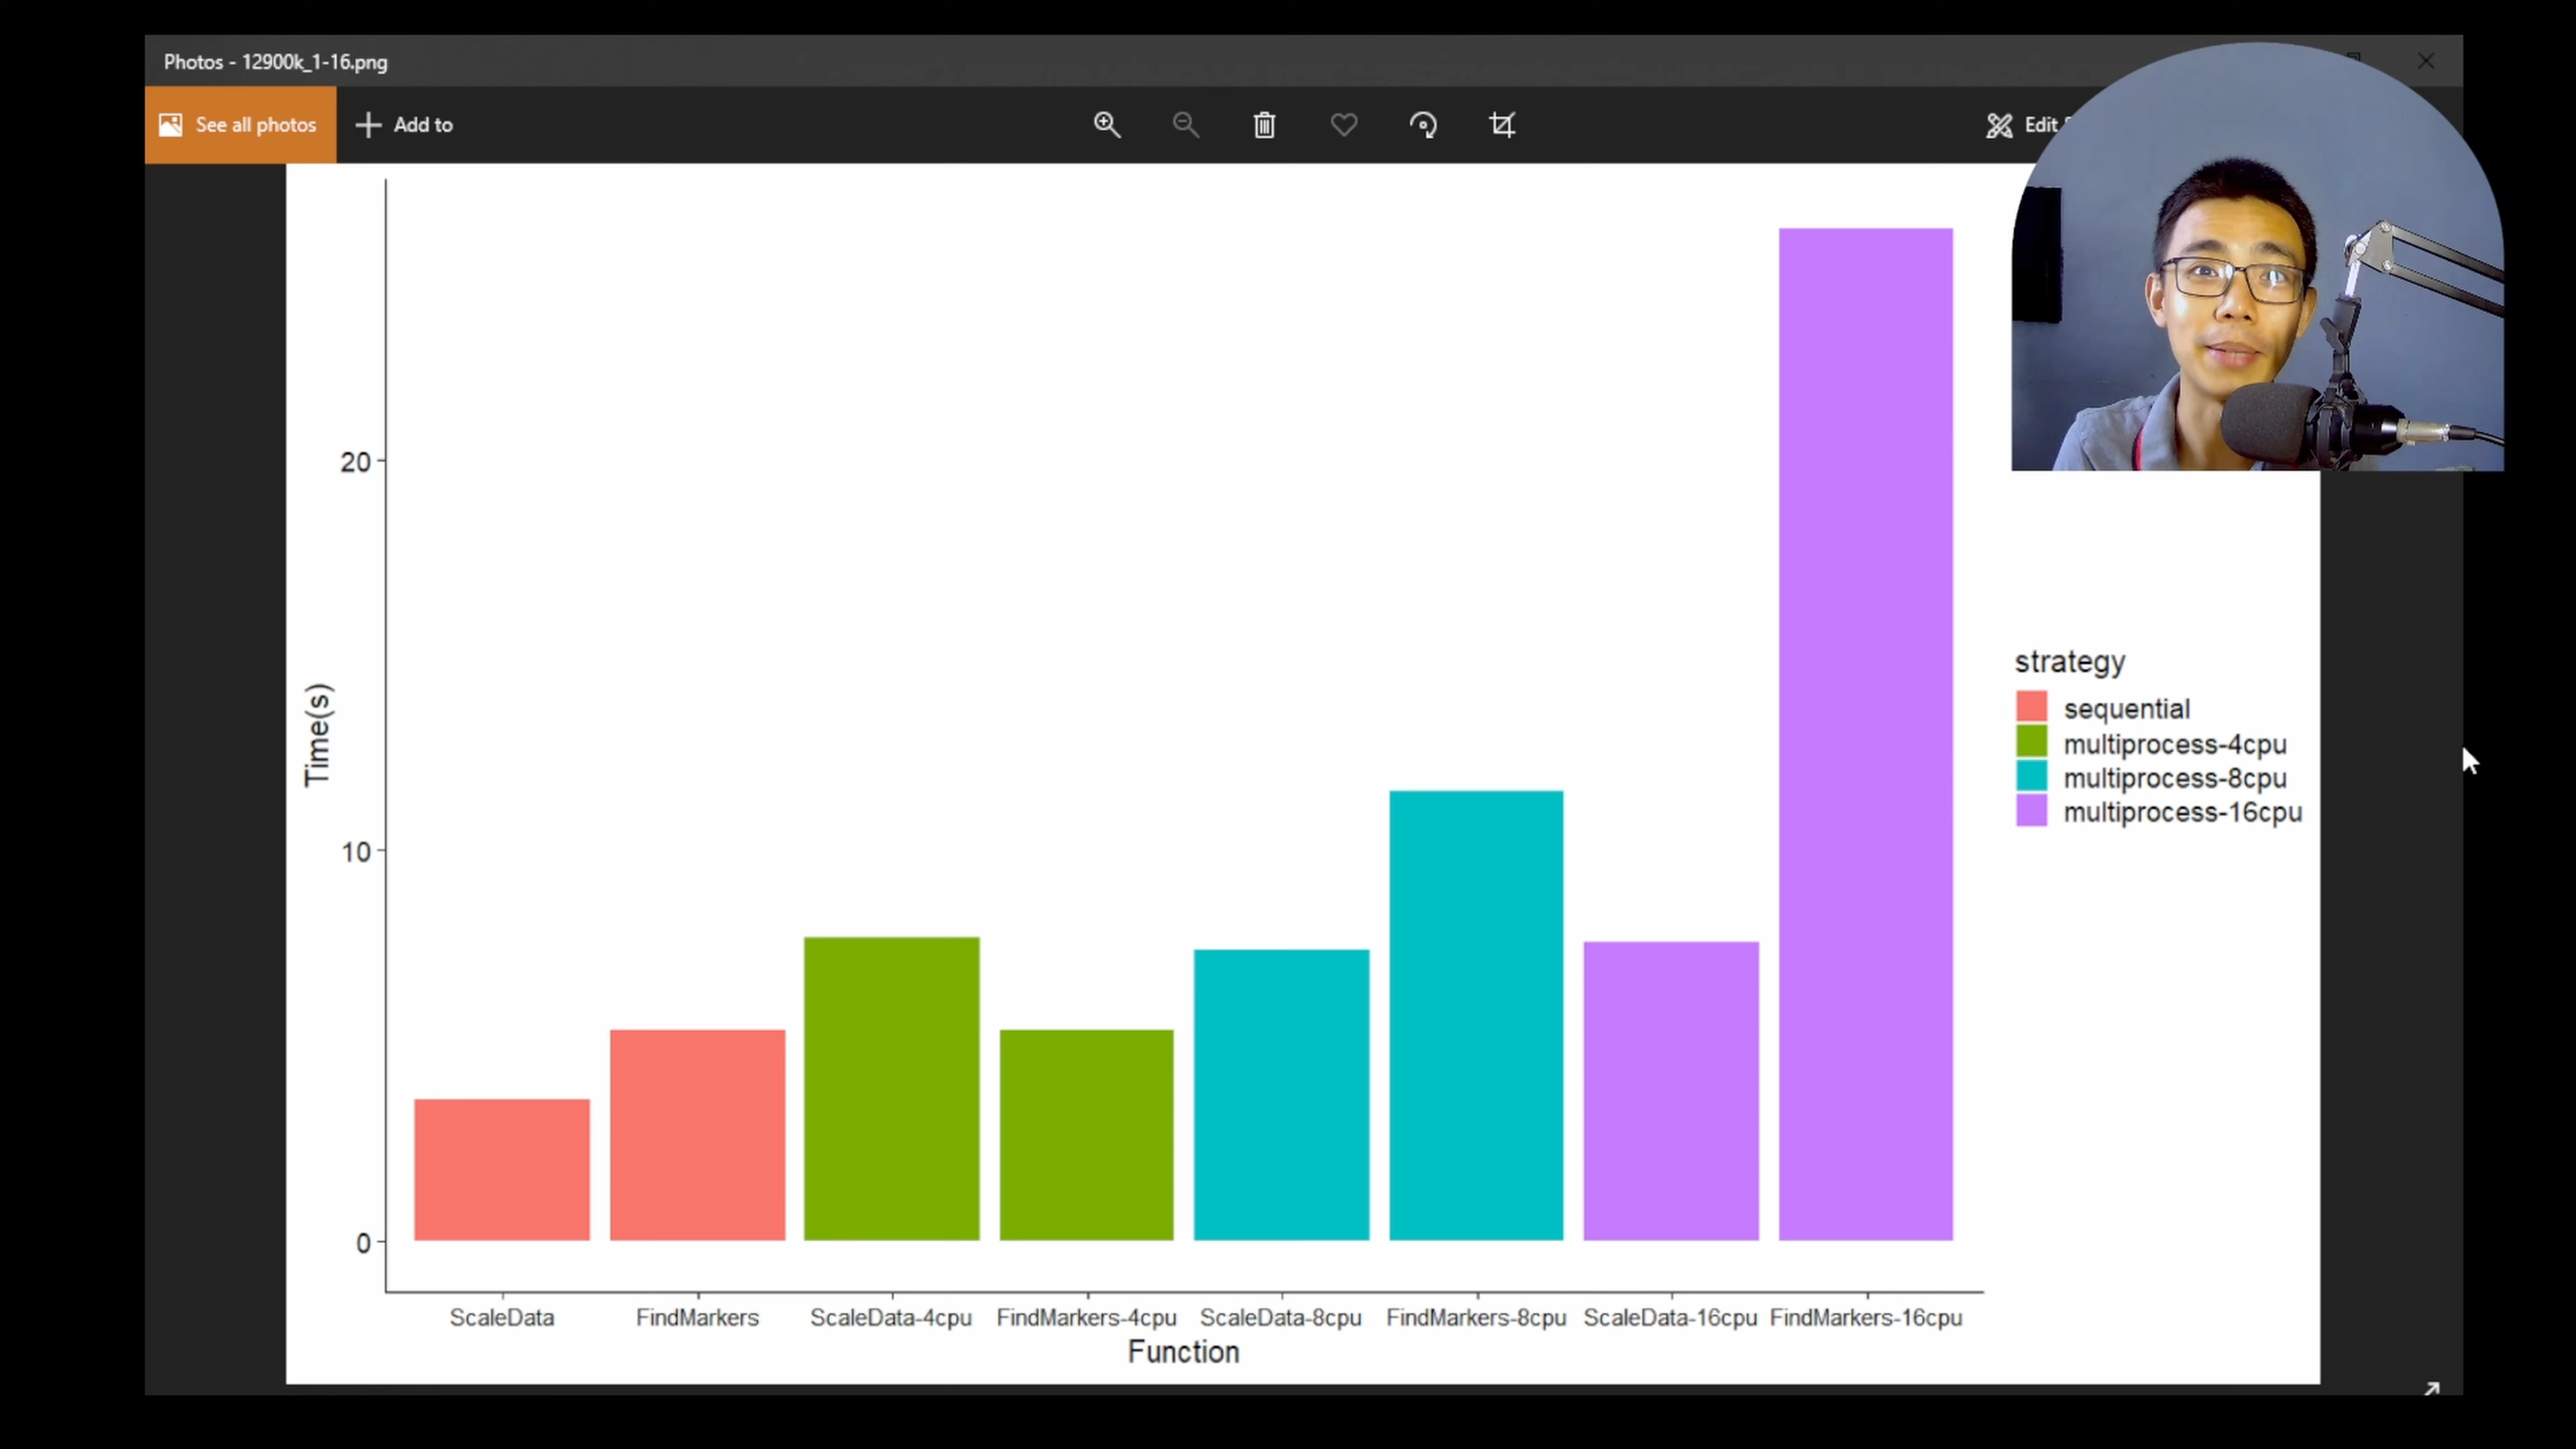 Photos - 12900k_1-16.png
See all photos
Add to
Edit
20
10
0
Time(s)
strategy
sequential
multiprocess-4cpu
multiprocess-8cpu
multiprocess-16cpu
ScaleData FindMarkers ScaleData-4cpu FindMarkers-4cpu ScaleData-8cpu FindMarkers-8cpu ScaleData-16cpu FindMarkers-16cpu
Function